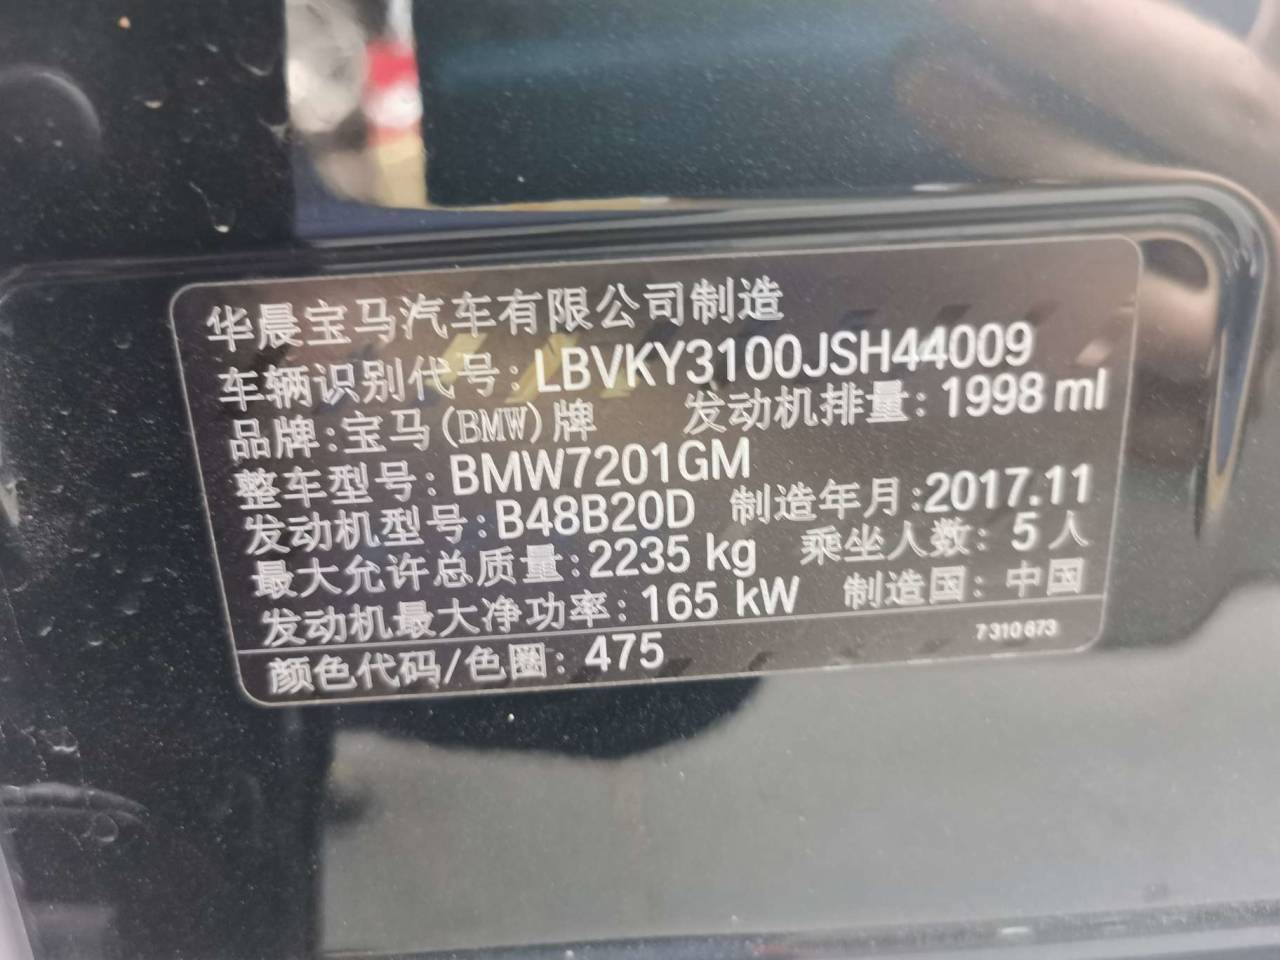 华晨宝马汽车有限公司制造
车辆识别代号: LBVKY3100JSH44009
品牌:宝马(BMW)牌 发动机排量: 1998 ml
整车型号: BMW7201GM
发动机型号: B48B20D 制造年月:2017.11
最大允许总质量:2235 kg 乘坐人数: 5人
发动机最大净功率: 165 kW 制造国: 中国
颜色代码/色圈: 475 7310673